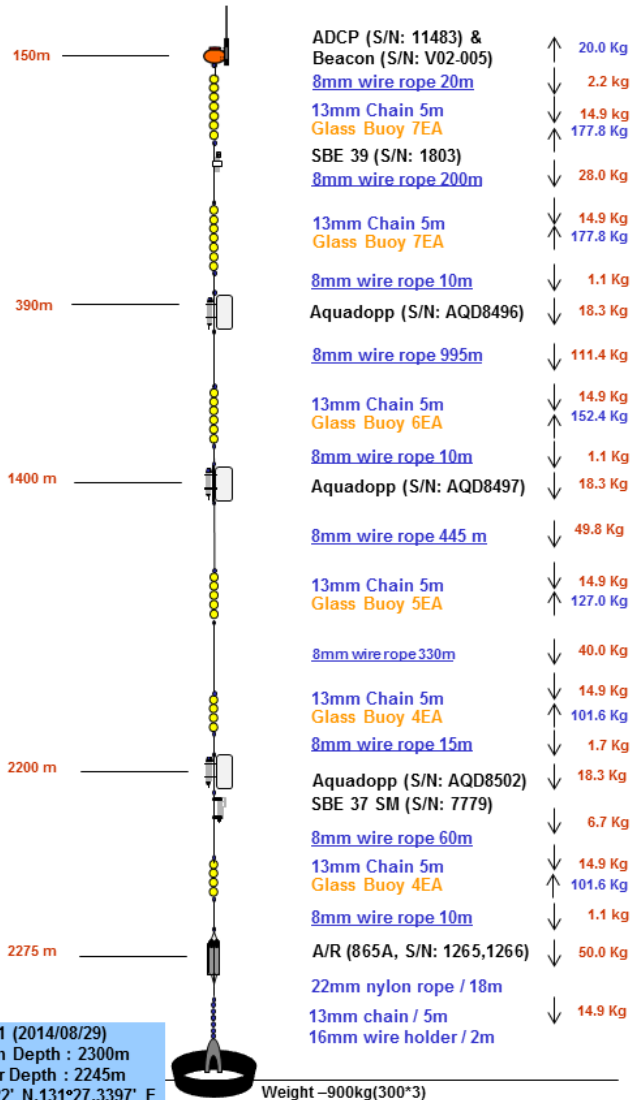 ADCP (S/N: 11483) &
Beacon (S/N: V02-005)
20.0 Kg
150m
8mm wire rope 20m
2.2 kg
13mm Chain 5m
14.9 kg
Glass Buoy 7EA
177.8 Kg
SBE 39 (S/N: 1803)
8mm wire rope 200m
28.0 Kg
13mm Chain 5m
14.9 Kg
Glass Buoy 7EA
177.8 Kg
8mm wire rope 10m
1.1 kg
390m
Aquadopp (S/N: AQD8496)
18.3 Kg
8mm wire rope 995m
111.4 Kg
13mm Chain 5m
14.9 Kg
Glass Buoy 6EA
152.4 Kg
8mm wire rope 10m
1.1 kg
1400 m
Aquadopp (S/N: AQD8497)
18.3 Kg
8mm wire rope 445 m
49.8 Kg
13mm Chain 5m
14.9 Kg
Glass Buoy 5EA
127.0 Kg
8mm wire rope 330m
40.0 Kg
13mm Chain 5m
14.9 Kg
Glass Buoy 4EA
101.6 Kg
8mm wire rope 15m
1.7 kg
2200 m
Aquadopp (S/N: AQD8502)
18.3 Kg
SBE 37 SM (S/N: 7779)
6.7 Kg
8mm wire rope 60m
13mm Chain 5m
14.9 Kg
Glass Buoy 4EA
101.6 Kg
8mm wire rope 10m
1.1 kg
2275 m
A/R (865A, S/N: 1265,1266)
50.0 Kg
22mm nylon rope / 18m
13mm chain / 5m
14.9 Kg
16mm wire holder / 2m
1 (2014/08/29)
Depth : 2300m
Depth : 2245m
N,131°27.3397' E
Weight –900kg(300*3)